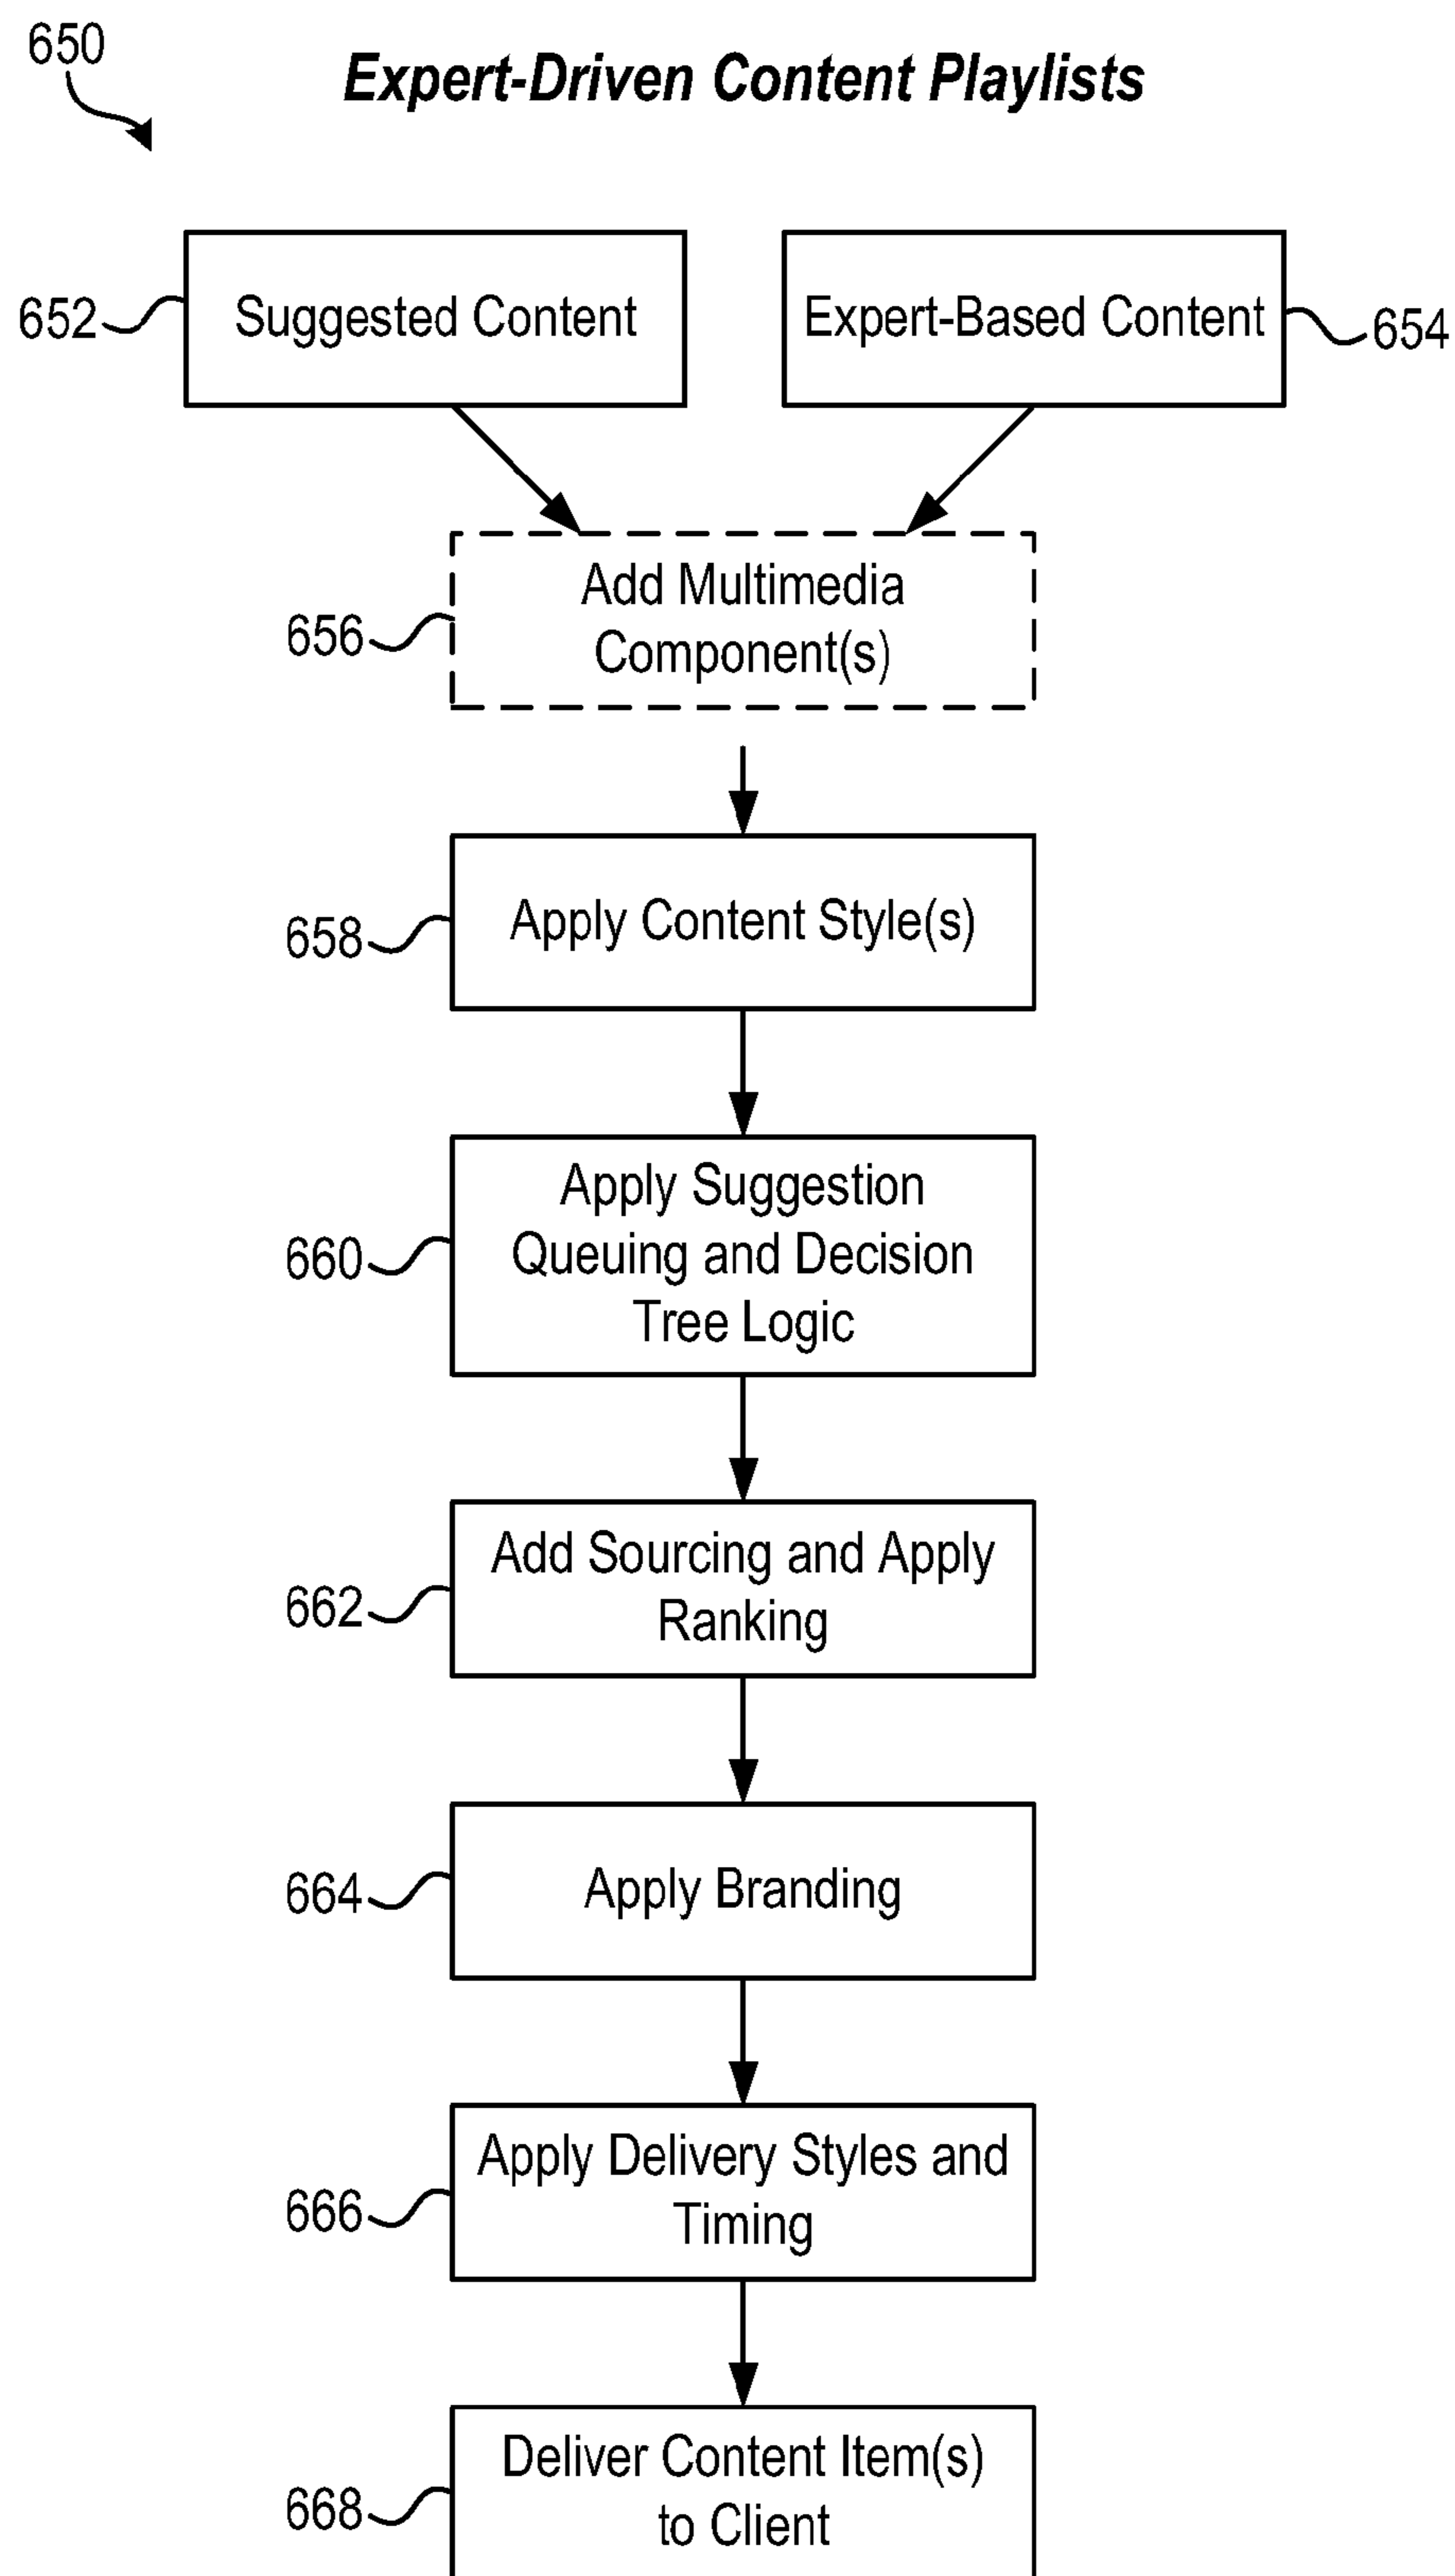 650
Expert-Driven Content Playlists
652
Suggested Content
Expert-Based Content
654
656
Add Multimedia
Component(s)
658
Apply Content Style(s)
660
Apply Suggestion
Queuing and Decision
Tree Logic
662
Add Sourcing and Apply
Ranking
664
Apply Branding
666
Apply Delivery Styles and
Timing
668
Deliver Content Item(s)
to Client